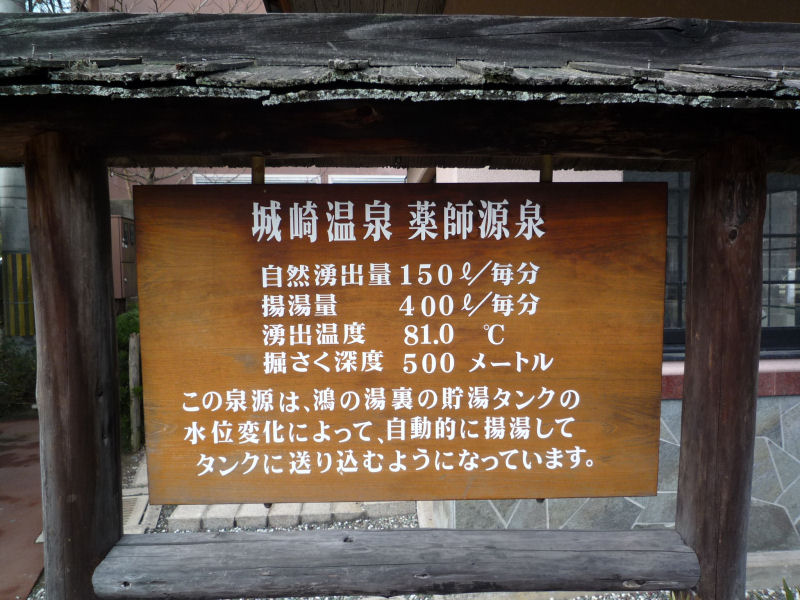 城崎温泉 薬師源泉
自然湧出量 150ℓ/毎分
揚湯量 400ℓ/毎分
湧出温度 81.0 ℃
掘さく深度 500 メートル
この泉源は、鴻の湯裏の貯湯タンクの
水位変化によって、自動的に揚湯して
タンクに送り込むようになっています。